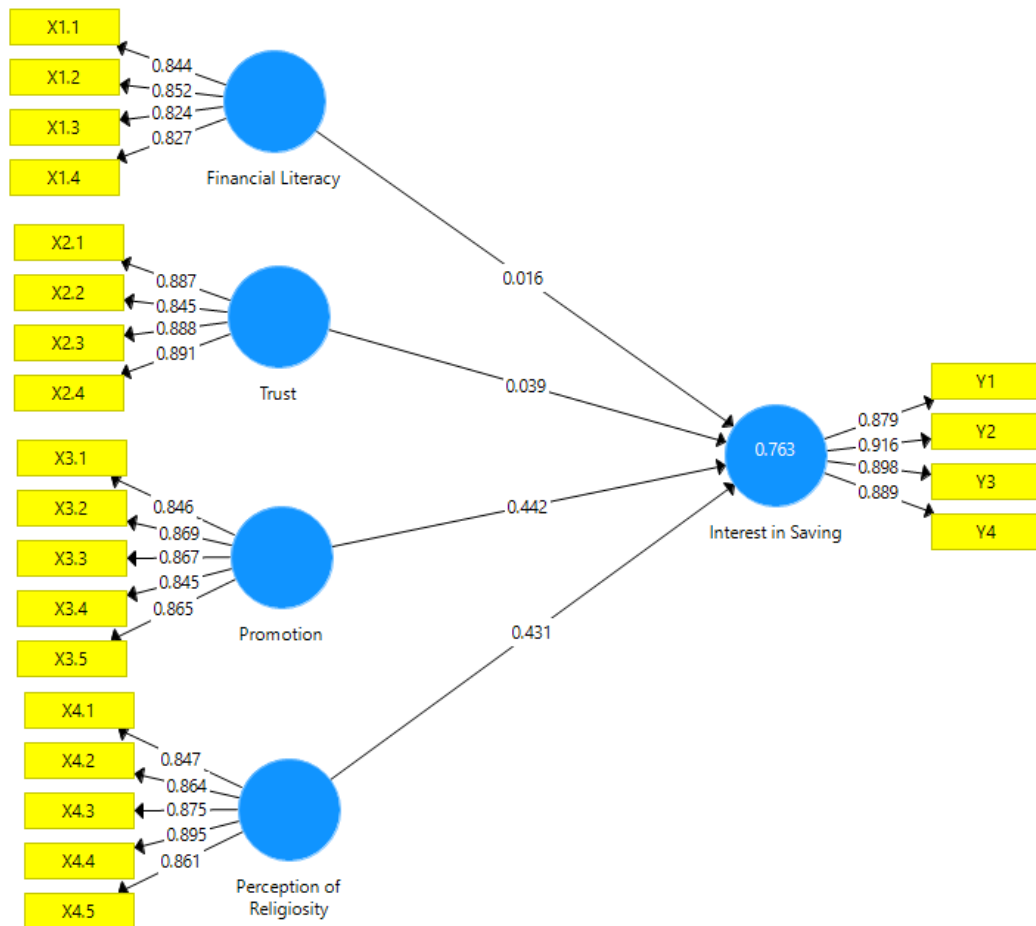 X1.1
0.844
X1.2
0.852
0.824
X1.3
0.827
X1.4
Financial Literacy
X2.1
0.887
X2.2
0.845
0.888
X2.3
0.891
X2.4
Trust
X3.1
0.846
X3.2
0.869
X3.3
0.867
0.845
X3.4
0.865
X3.5
Promotion
X4.1
0.847
X4.2
0.864
X4.3
0.875
0.895
X4.4
0.861
X4.5
Perception of
Religiosity
0.016
0.039
0.442
0.431
0.763
Interest in Saving
0.879
0.916
0.898
0.889
Y1
Y2
Y3
Y4